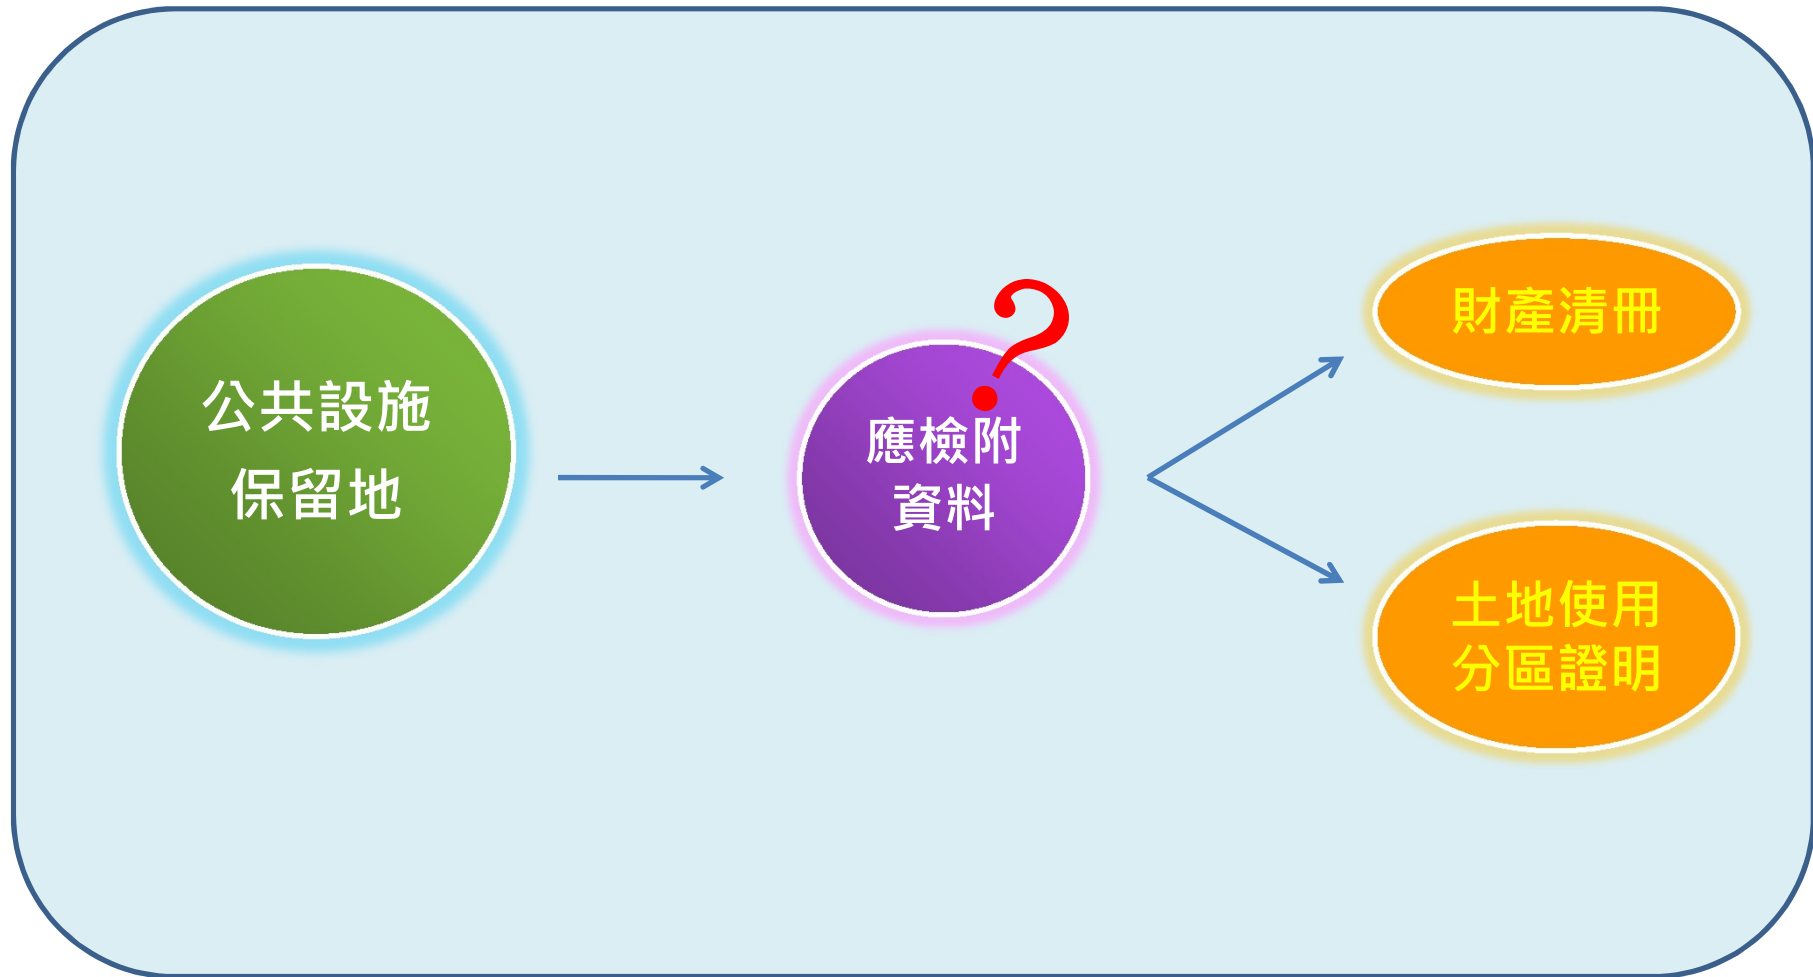 公共設施
保留地
?
應檢附
資料
財產清冊
土地使用
分區證明